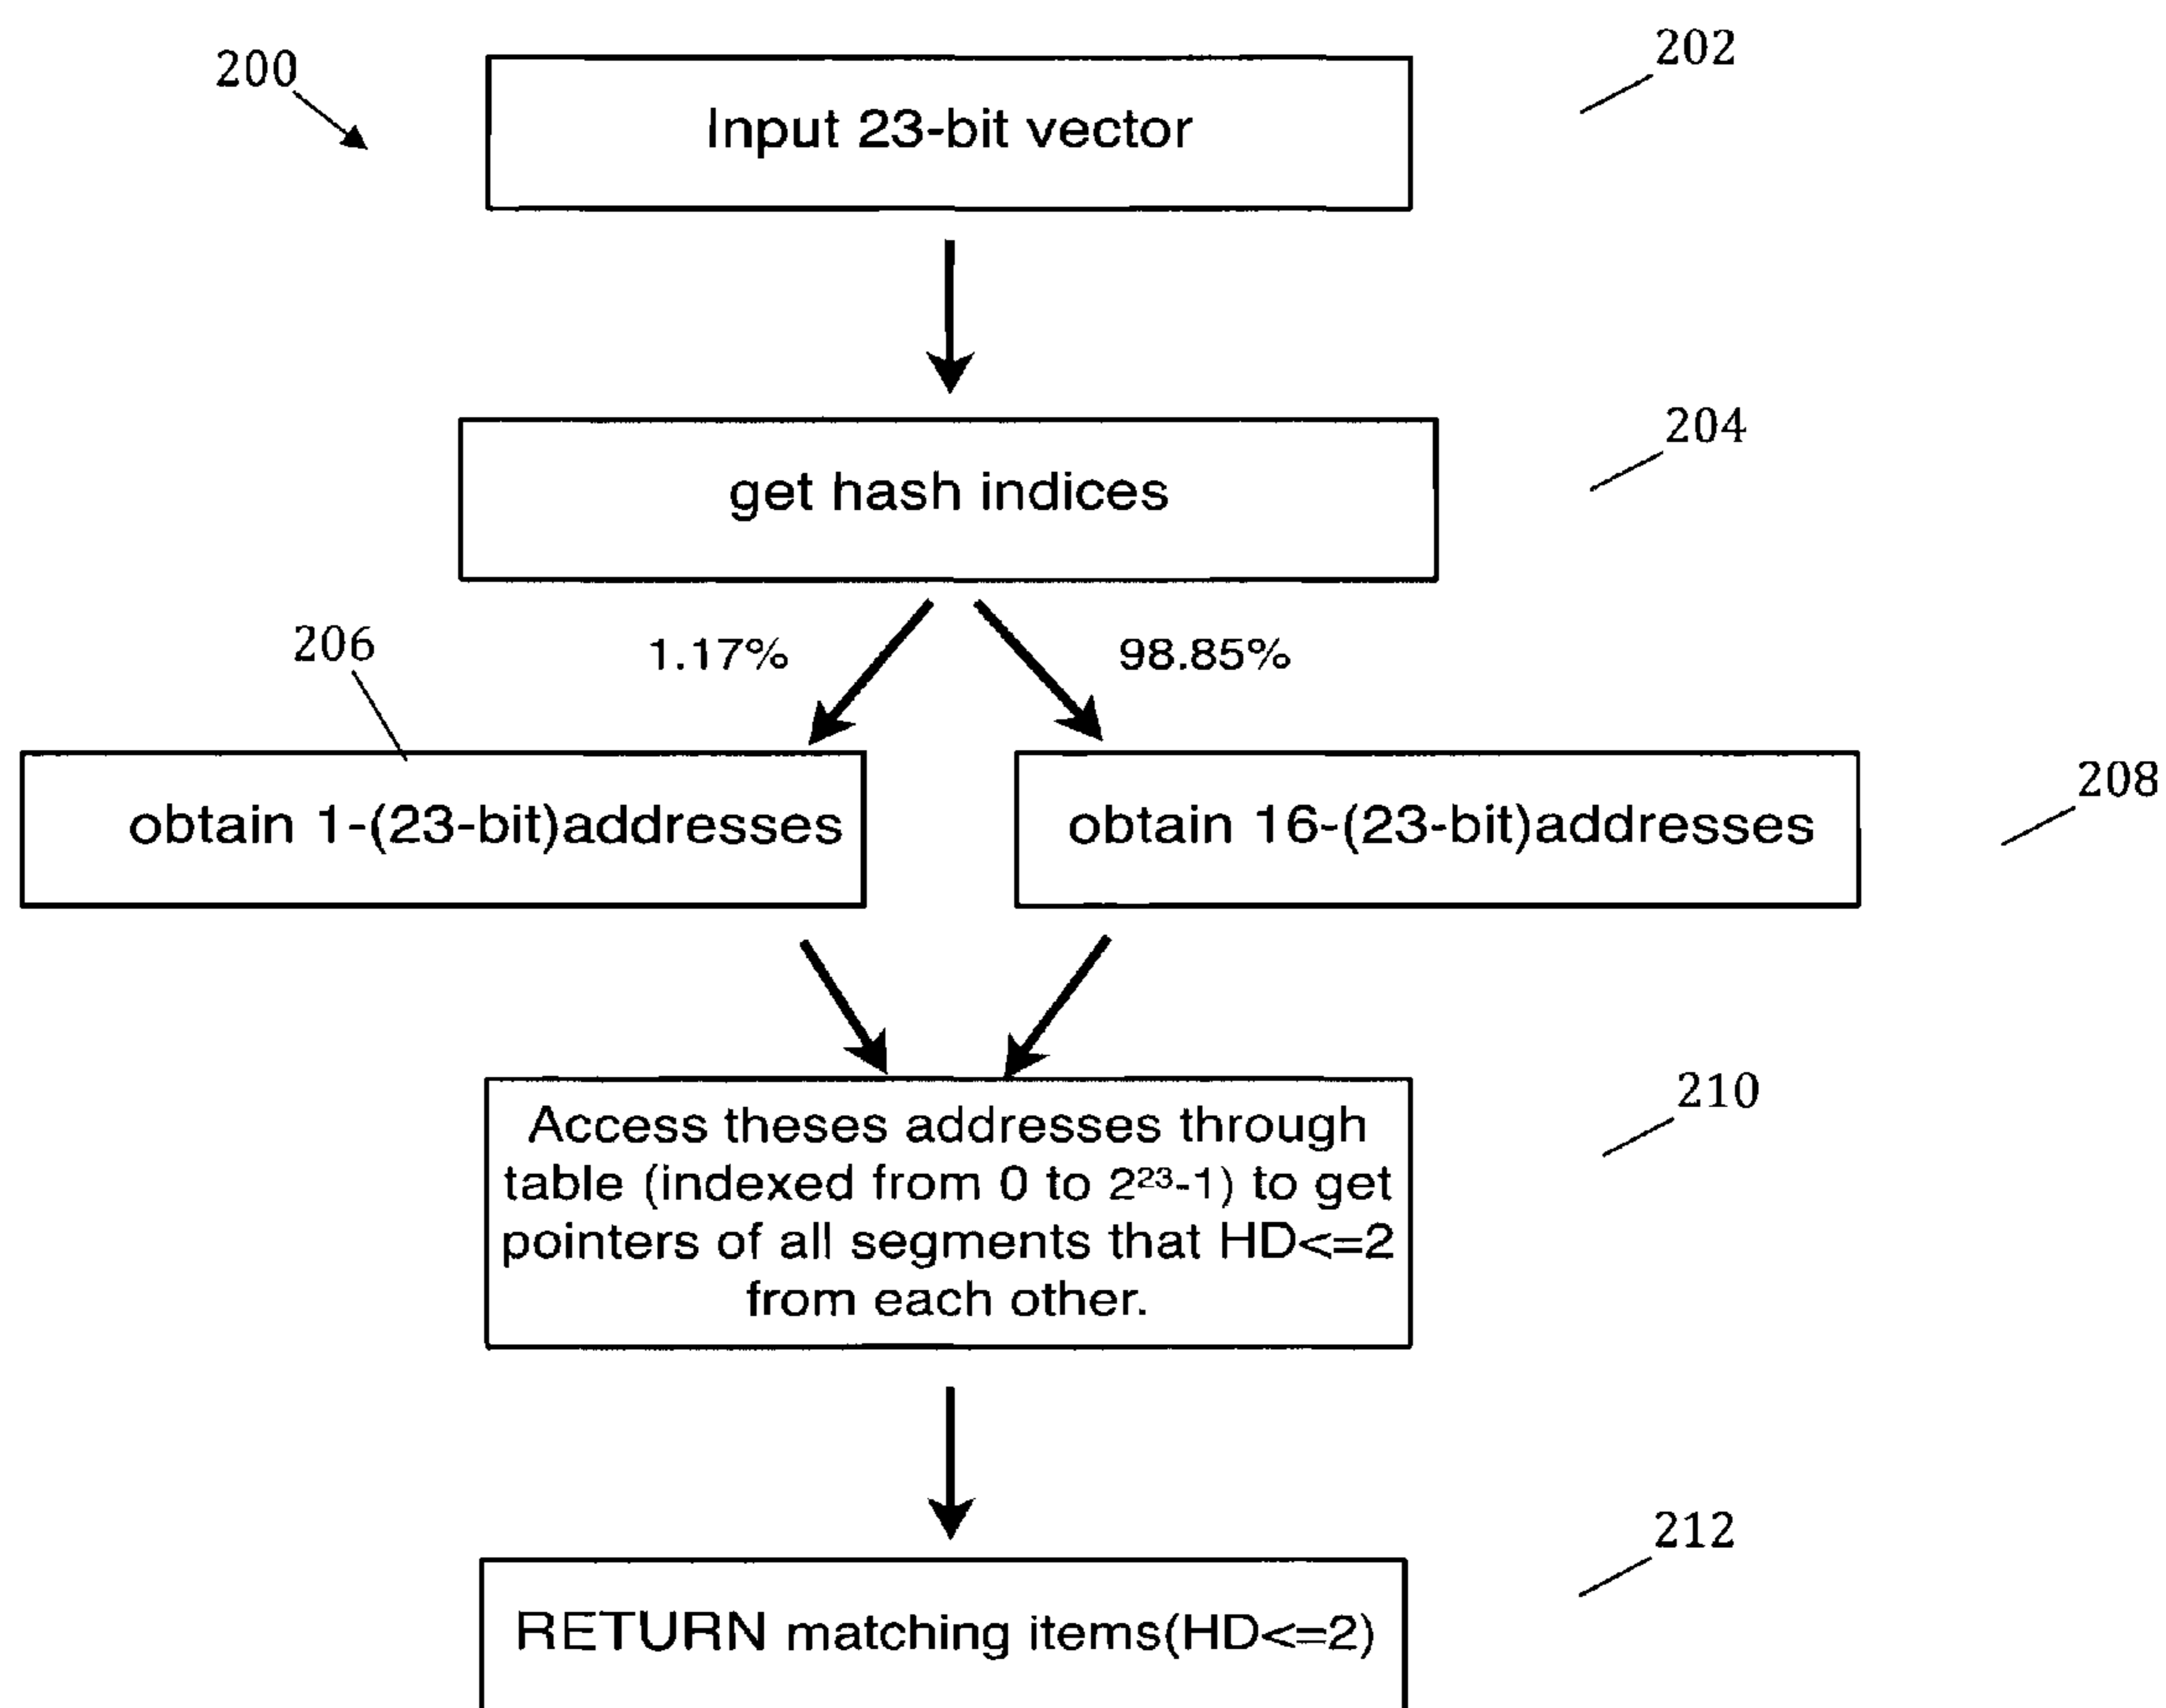 200
202
Input 23-bit vector
204
get hash indices
206
1.17%
98.85%
208
obtain 1-(23-bit)addresses
obtain 16-(23-bit)addresses
210
Access theses addresses through
table (indexed from 0 to 2²³-1) to get
pointers of all segments that HD<=2
from each other.
212
RETURN matching items(HD<=2)